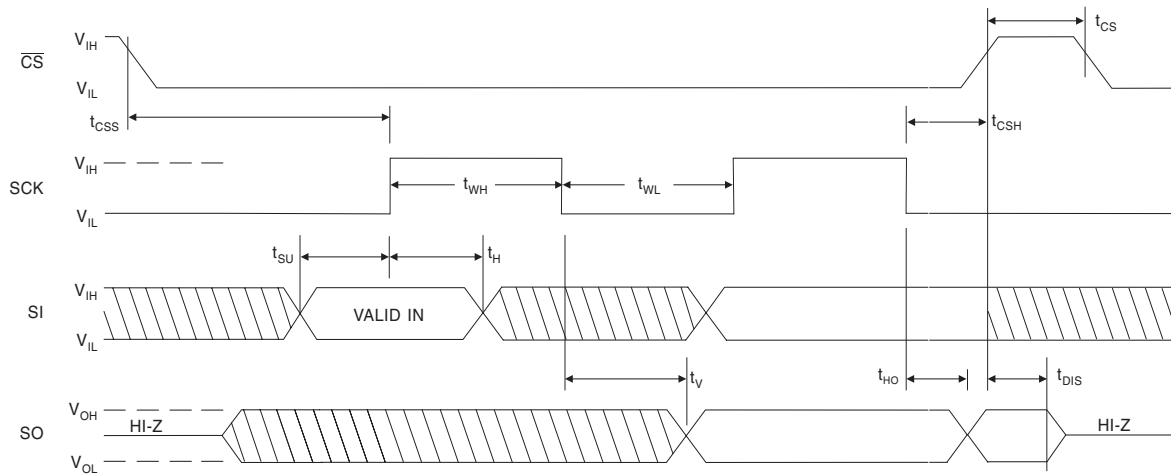 V_IH
t_CS
CS
V_IL
t_CSS
t_CSH
V_IH
SCK
t_WH
t_WL
V_IL
t_SU
t_H
V_IH
SI
VALID IN
V_IL
t_V
t_HO
t_DIS
V_OH
SO
HI-Z
HI-Z
V_OL